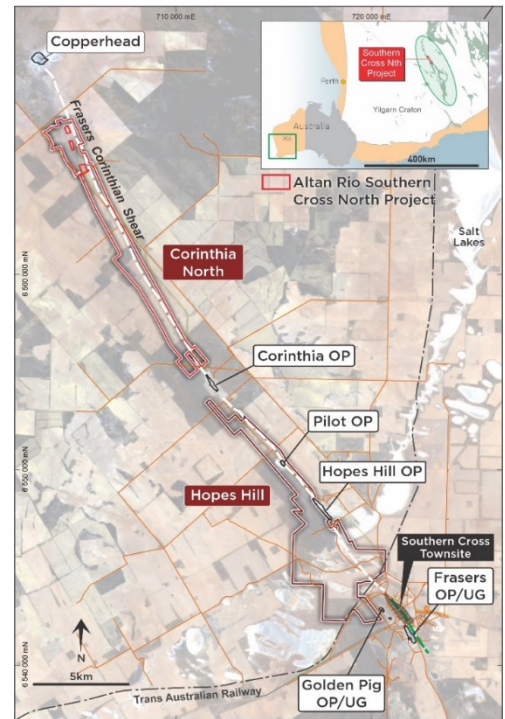 710 000 mE
720 000 mE
Copperhead
Southern
Cross Nth
Project
Perth
Yilgarn Craton
Australia
WA
400km
Altan Rio Southern
Cross North Project
Frasers Corinthian Shear
Salt
Lakes
6 560 000 mN
Corinthia
North
Corinthia OP
Pilot OP
6 550 000 mN
Hopes Hill OP
Hopes Hill
Southern Cross
Townsite
Frasers
OP/UG
N
5km
6 540 000 mN
Golden Pig
OP/UG
Trans Australian Railway